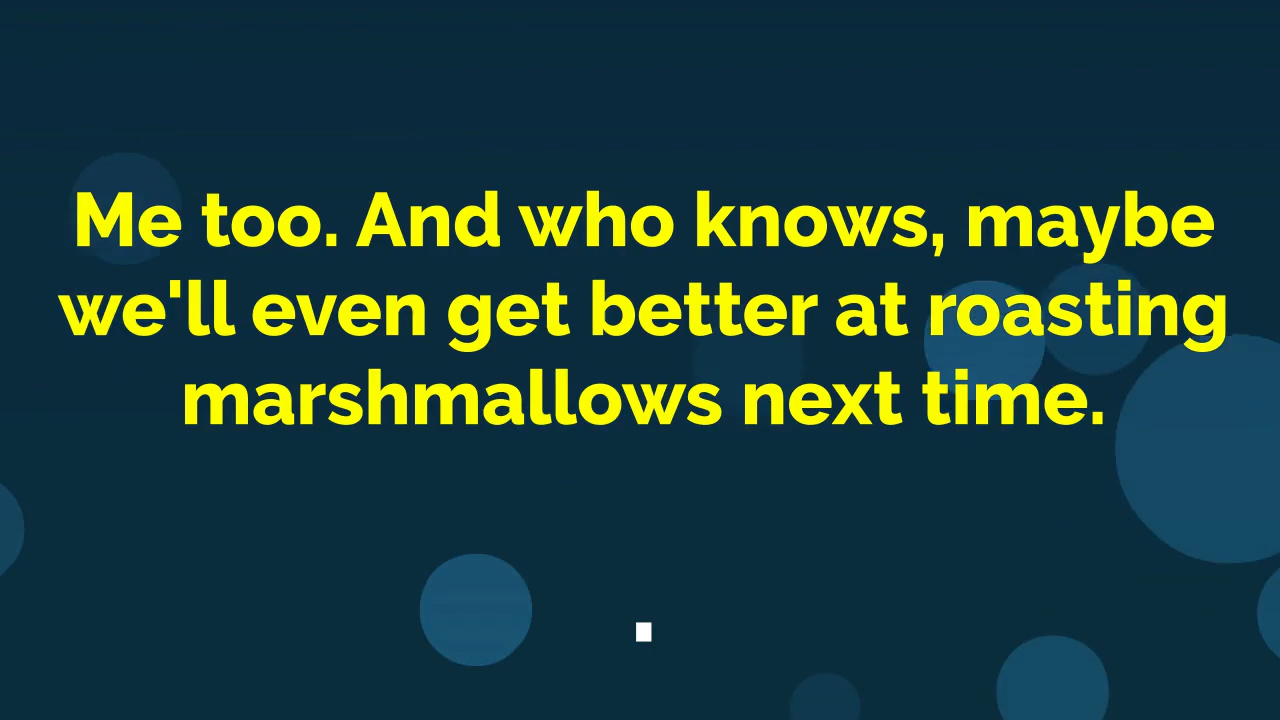 Me too. And who knows, maybe
we'll even get better at roasting
marshmallows next time.
.